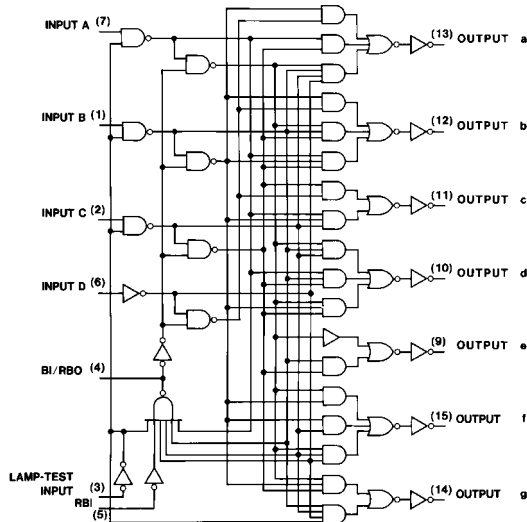 INPUT A (7)
(13) OUTPUT a
INPUT B (1)
(12) OUTPUT b
INPUT C (2)
(11) OUTPUT c
INPUT D (6)
(10) OUTPUT d
(9) OUTPUT e
BI/RBO (4)
(15) OUTPUT f
LAMP-TEST
INPUT (3)
RBI
(5)
(14) OUTPUT g